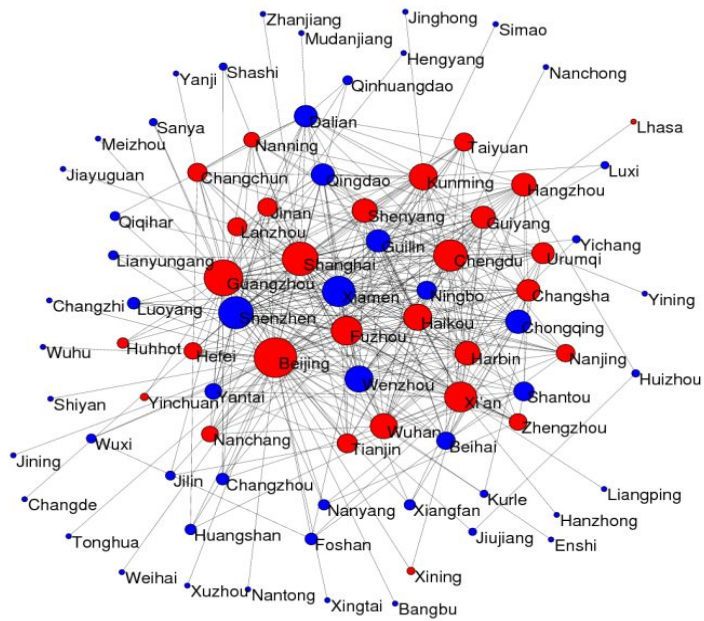 Zhanjiang
Jinghong
Simao
Mudanjiang
Hengyang
Nanchong
Yanji
Shashi
Qinhuangdao
Lhasa
Sanya
Dalian
Meizhou
Nanning
Taiyuan
Luxi
Jiayuguan
Changchun
Qingdao
Kunming
Hangzhou
Qiqihar
Jinan
Shenyang
Guiyang
Lanzhou
Guilin
Yichang
Lianyungang
Shanghai
Chengdu
Urumqi
Guangzhou
Xiamen
Ningbo
Changsha
Yining
Changzhi
Luoyang
Shenzhen
Haikou
Chongqing
Fuzhou
Wuhu
Huhhot
Hefei
Beijing
Harbin
Nanjing
Huizhou
Shiyan
Yinchuan
Yantai
Wenzhou
Xi'an
Shantou
Wuxi
Nanchang
Tianjin
Wuhan
Beihai
Zhengzhou
Jining
Jilin
Changzhou
Liangping
Changde
Nanyang
Xiangfan
Kurle
Hanzhong
Tonghua
Huangshan
Foshan
Jiujiang
Enshi
Weihai
Xuzhou
Nantong
Xining
Xingtai
Bangbu